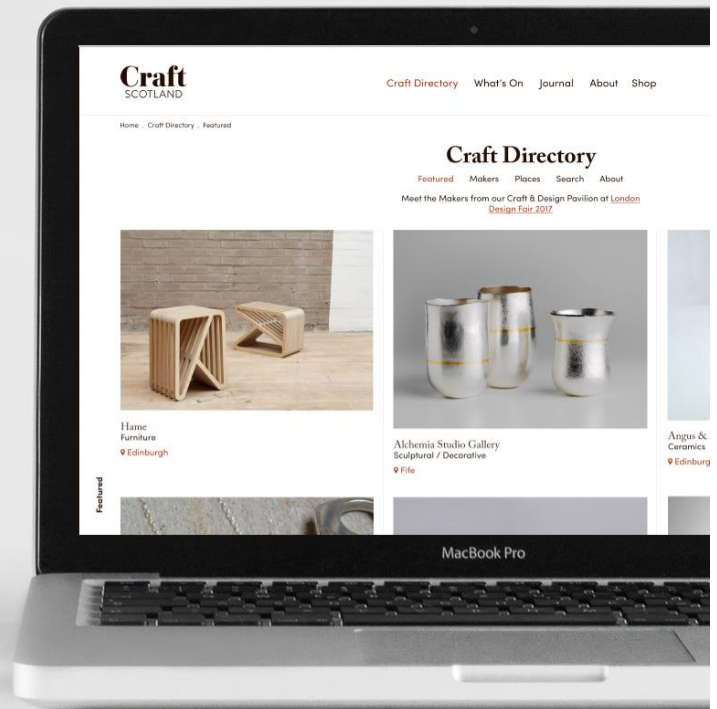 Craft
SCOTLAND
Craft Directory What's On Journal About Shop
Home . Craft Directory . Featured
Craft Directory
Featured Makers Places Search About
Meet the Makers from our Craft & Design Pavilion at London
Design Fair 2017
Hame
Furniture
Edinburgh
Alchemia Studio Gallery
Sculptural / Decorative
Fife
Angus &
Ceramics
Edinburg
Featured
MacBook Pro